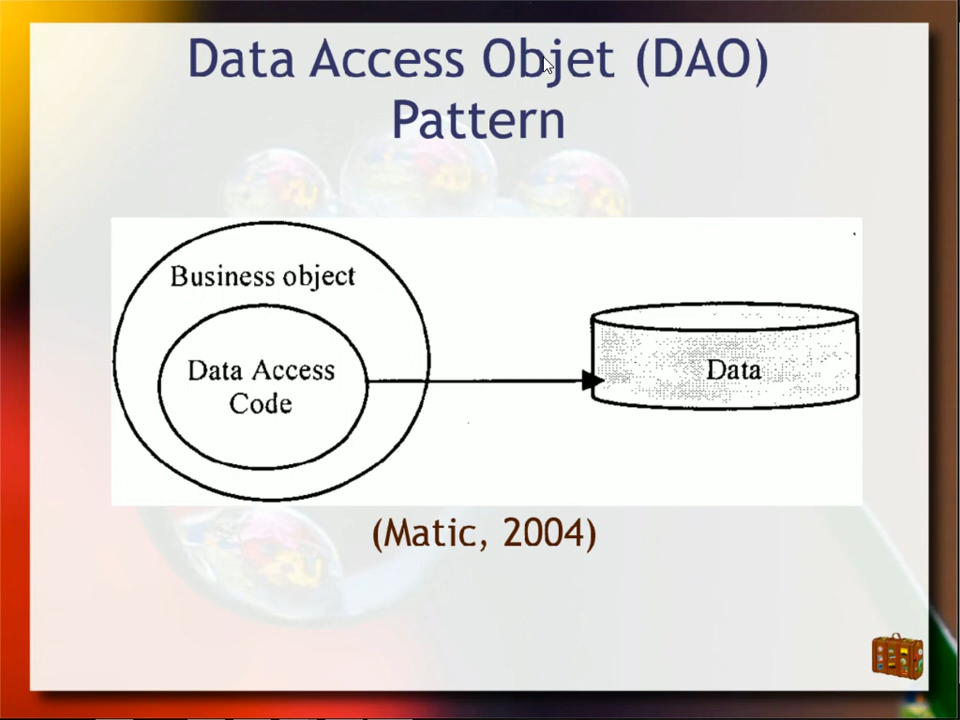 Data Access Objet (DAO)
Pattern
Business object
Data Access
Code
Data
(Matic, 2004)